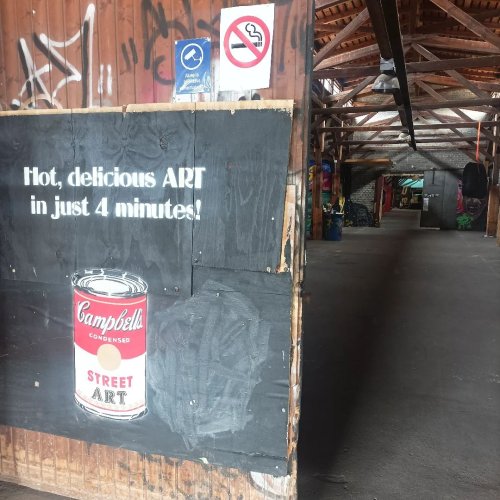 Hot, delicious ART
in just 4 minutes!
Campbell's
CONDENSED
STREET
ART